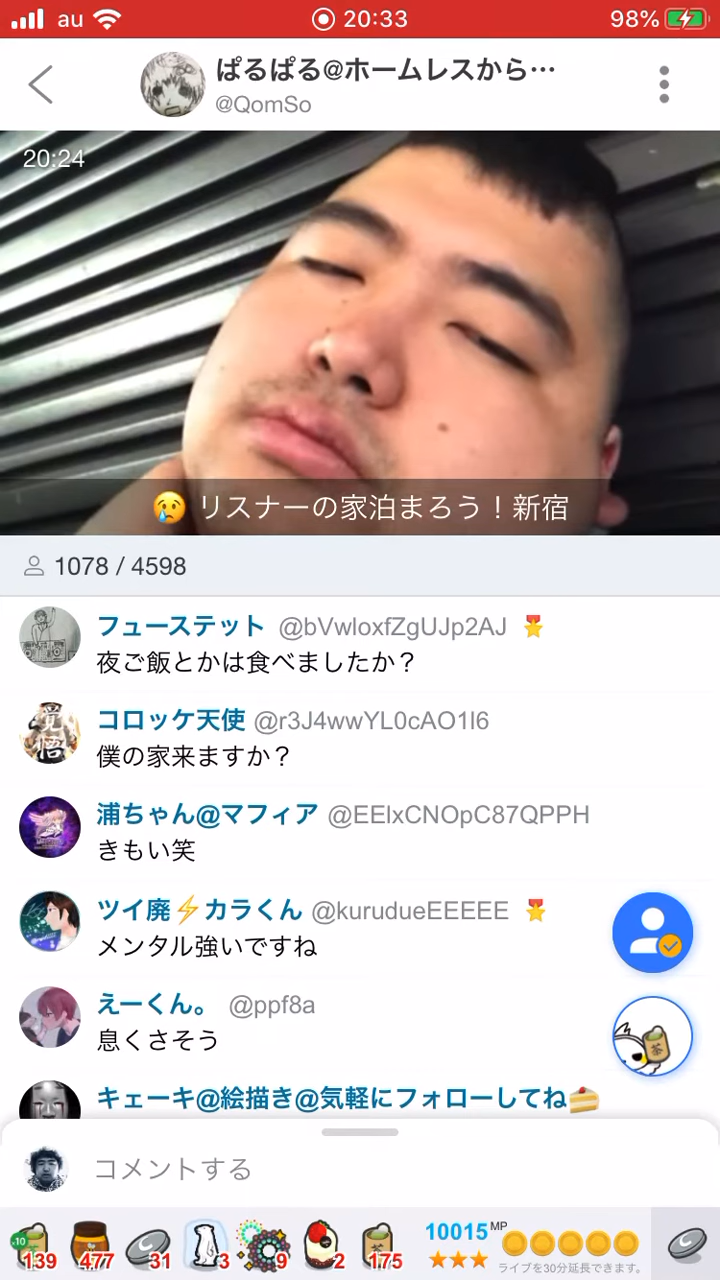 au 20:33 98%
ぱるぱる@ホームレスから…
@QomSo
20:24
😢 リスナーの家泊まろう！新宿
1078 / 4598
フューステット @bVwloxfZgUJp2AJ 🏅
夜ご飯とかは食べましたか？
コロッケ天使 @r3J4wwYL0cAO1l6
覚悟
僕の家来ますか？
浦ちゃん@マフィア @EElxCNOpC87QPPH
きもい笑
ツイ廃⚡カラくん @kurudueEEEEE 🏅
メンタル強いですね
えーくん。 @ppf8a
息くさそう
茶
キェーキ@絵描き@気軽にフォローしてね🍰
コメントする
x10 139 477 31 3 9 2 175 10015 MP
★★★ ライブを30分延長できます。